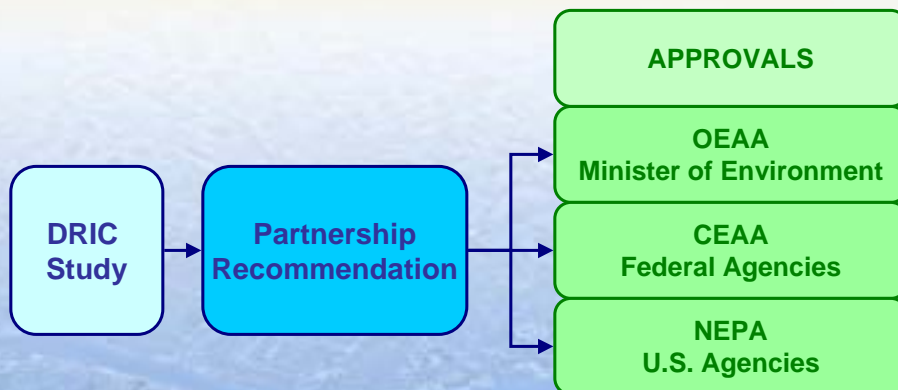 DRIC
Study
Partnership
Recommendation
APPROVALS
OEAA
Minister of Environment
CEAA
Federal Agencies
NEPA
U.S. Agencies